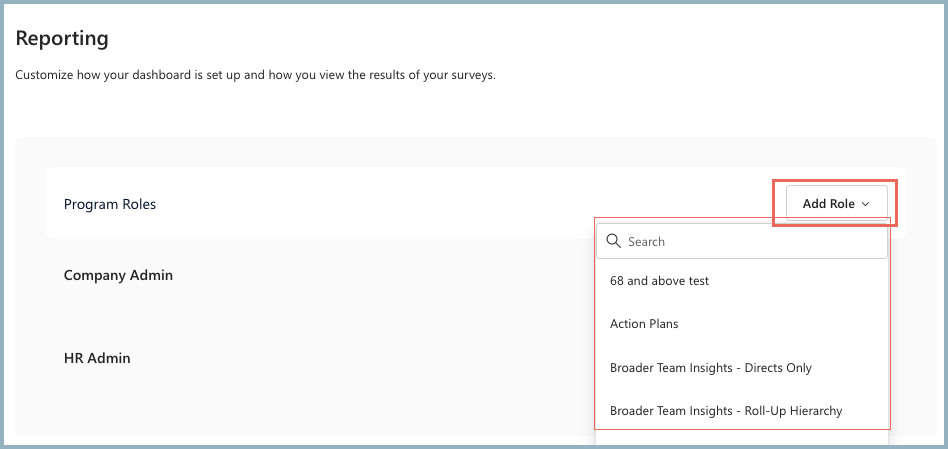 Reporting
Customize how your dashboard is set up and how you view the results of your surveys.
Program Roles
Add Role
Search
Company Admin
68 and above test
Action Plans
HR Admin
Broader Team Insights - Directs Only
Broader Team Insights - Roll-Up Hierarchy